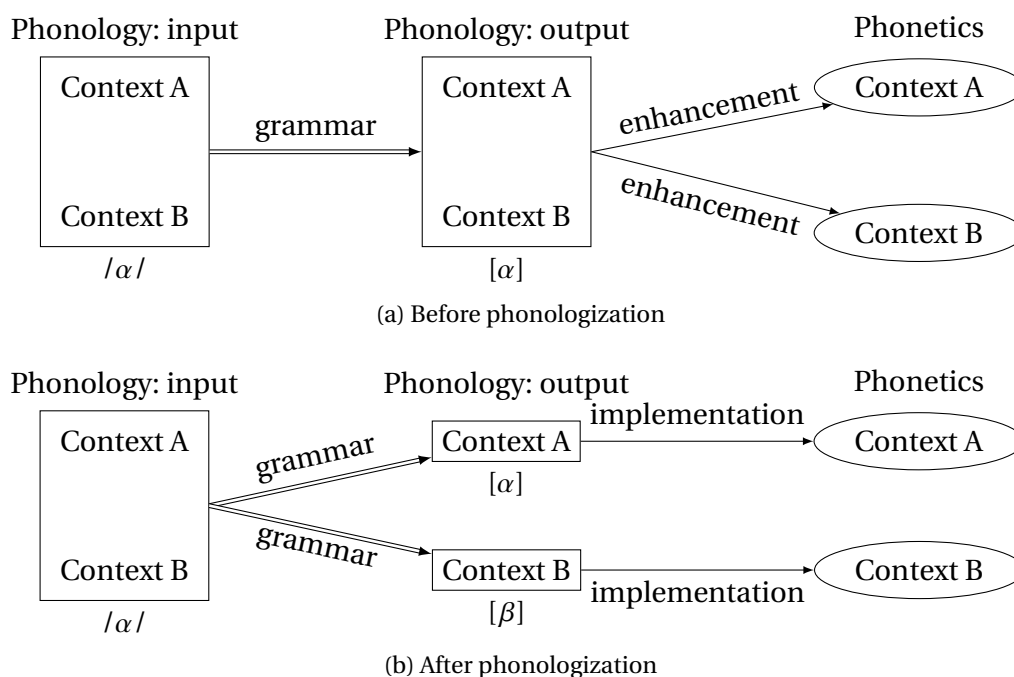 Phonology: input Phonology: output Phonetics
Context A Context A Context A
grammar enhancement
enhancement
Context B Context B Context B
/α/ [α]
(a) Before phonologization
Phonology: input Phonology: output Phonetics
Context A grammar Context A implementation Context A
[α]
Context B grammar Context B implementation Context B
/α/ [β]
(b) After phonologization